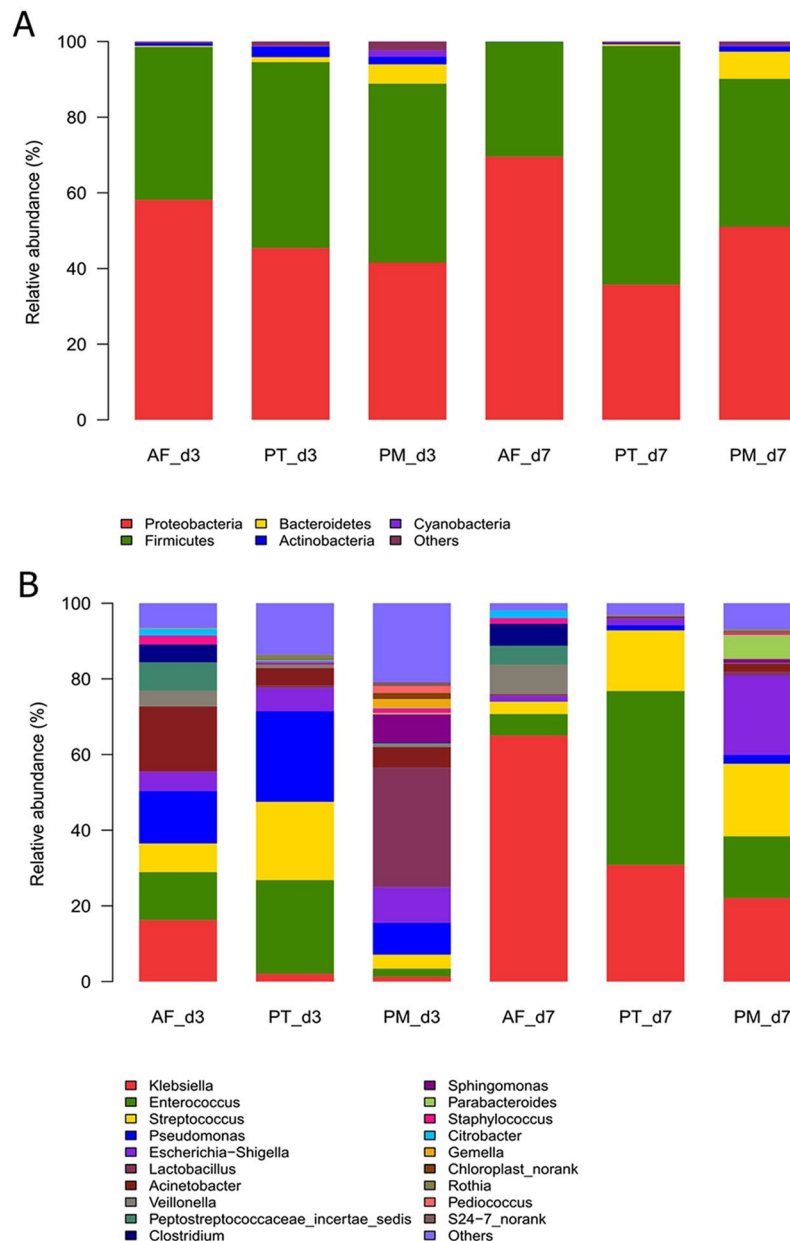 A
Relative abundance (%)
100
80
60
40
20
0
AF_d3 PT_d3 PM_d3 AF_d7 PT_d7 PM_d7
Proteobacteria Bacteroidetes Cyanobacteria
Firmicutes Actinobacteria Others
B
Relative abundance (%)
100
80
60
40
20
0
AF_d3 PT_d3 PM_d3 AF_d7 PT_d7 PM_d7
Klebsiella Sphingomonas
Enterococcus Parabacteroides
Streptococcus Staphylococcus
Pseudomonas Citrobacter
Escherichia−Shigella Gemella
Lactobacillus Chloroplast_norank
Acinetobacter Rothia
Veillonella Pediococcus
Peptostreptococcaceae_incertae_sedis S24−7_norank
Clostridium Others